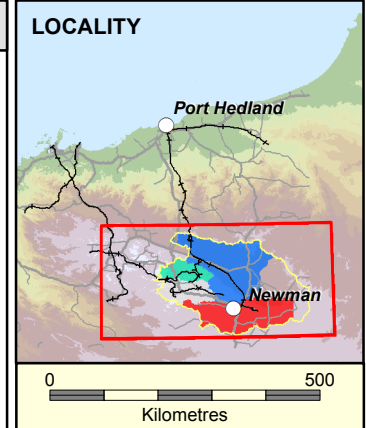 LOCALITY
Port Hedland
Newman
0 500
Kilometres